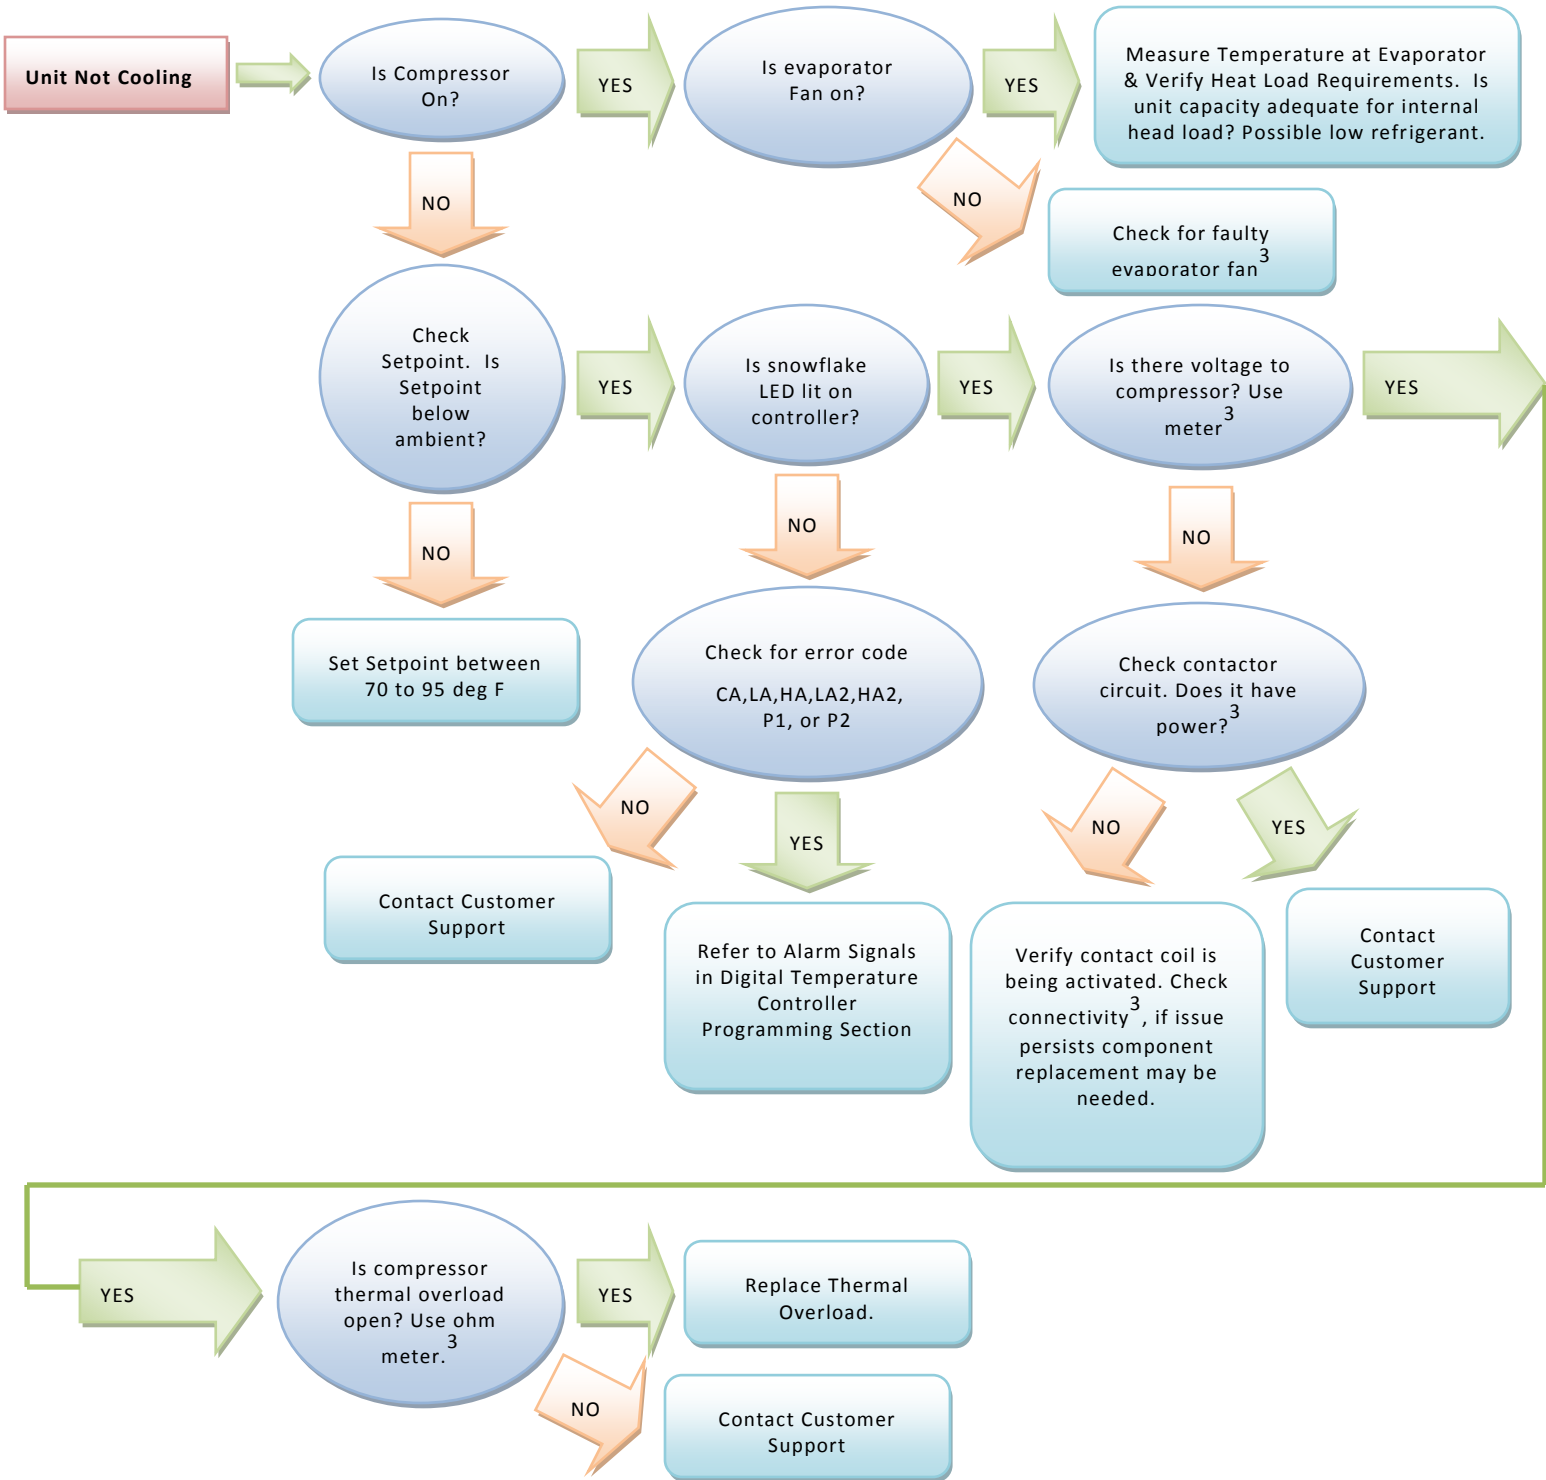 Unit Not Cooling
Is Compressor
On?
YES
Is evaporator
Fan on?
YES
Measure Temperature at Evaporator
& Verify Heat Load Requirements. Is
unit capacity adequate for internal
head load? Possible low refrigerant.
NO
NO
Check for faulty
evaporator fan3
Check
Setpoint. Is
Setpoint
below
ambient?
YES
Is snowflake
LED lit on
controller?
YES
Is there voltage to
compressor? Use
meter3
YES
NO
NO
NO
Set Setpoint between
70 to 95 deg F
Check for error code
CA,LA,HA,LA2,HA2,
P1, or P2
Check contactor
circuit. Does it have
power?3
NO
YES
NO
YES
Contact Customer
Support
Refer to Alarm Signals
in Digital Temperature
Controller
Programming Section
Verify contact coil is
being activated. Check
connectivity3, if issue
persists component
replacement may be
needed.
Contact
Customer
Support
YES
Is compressor
thermal overload
open? Use ohm
meter.3
YES
Replace Thermal
Overload.
NO
Contact Customer
Support